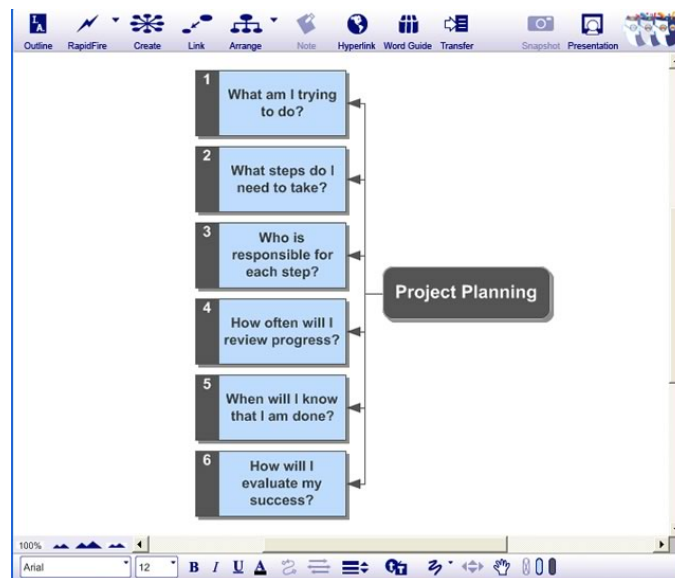 Outline RapidFire Create Link Arrange Note Hyperlink Word Guide Transfer Snapshot Presentation
1
What am I trying
to do?
2
What steps do I
need to take?
3
Who is
responsible for
each step?
Project Planning
4
How often will I
review progress?
5
When will I know
that I am done?
6
How will I
evaluate my
success?
100%
Arial 12 B I U A